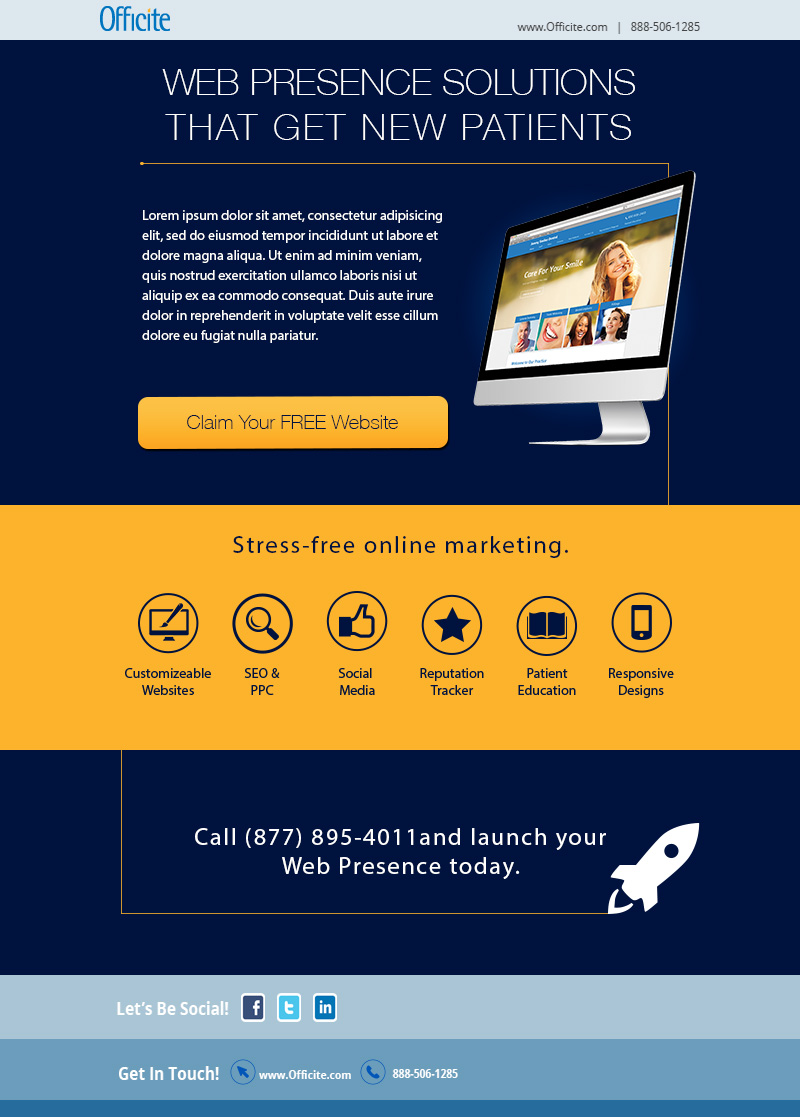 Officite
www.Officite.com | 888-506-1285
WEB PRESENCE SOLUTIONS
THAT GET NEW PATIENTS
Lorem ipsum dolor sit amet, consectetur adipisicing
elit, sed do eiusmod tempor incididunt ut labore et
dolore magna aliqua. Ut enim ad minim veniam,
quis nostrud exercitation ullamco laboris nisi ut
aliquip ex ea commodo consequat. Duis aute irure
dolor in reprehenderit in voluptate velit esse cillum
dolore eu fugiat nulla pariatur.
Care For Your Smile
Welcome to Our Practice
Claim Your FREE Website
Stress-free online marketing.
Customizeable
Websites
SEO &
PPC
Social
Media
Reputation
Tracker
Patient
Education
Responsive
Designs
Call (877) 895-4011and launch your
Web Presence today.
Let's Be Social!
f
t
in
Get In Touch!
www.Officite.com
888-506-1285